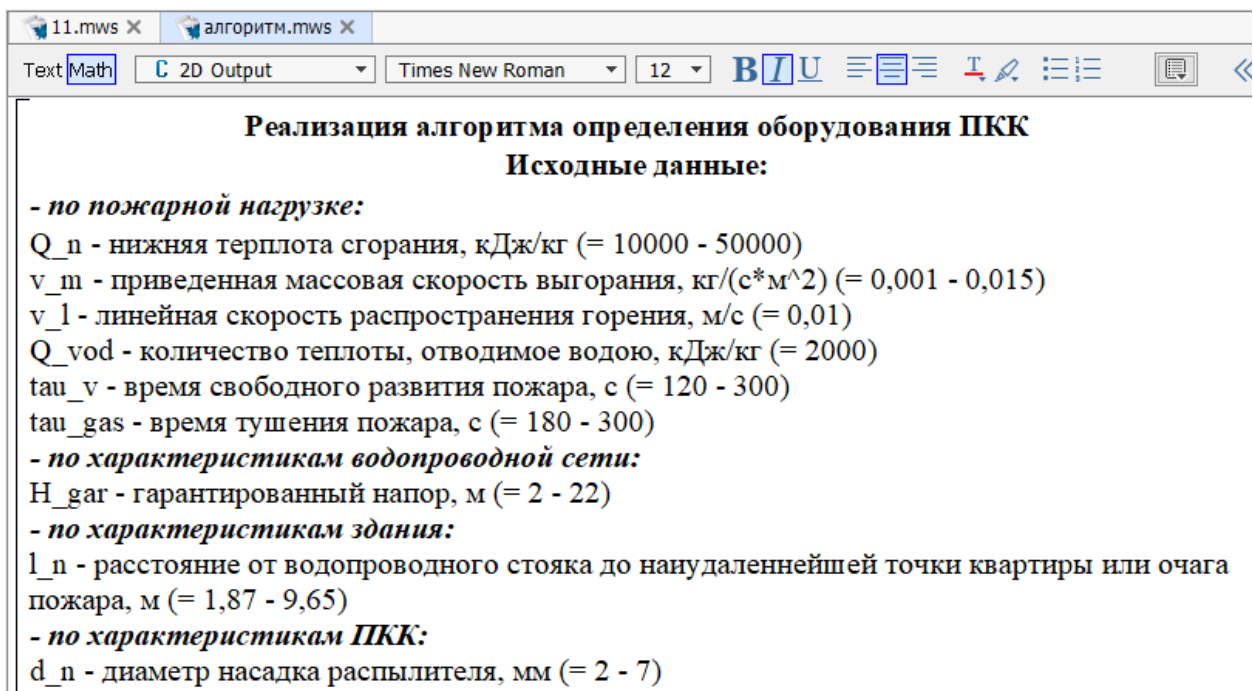 11.mws × алгоритм.mws ×
Text Math C 2D Output Times New Roman 12 B I U T
Реализация алгоритма определения оборудования ПКК
Исходные данные:
- по пожарной нагрузке:
Q_n - нижняя терплота сгорания, кДж/кг (= 10000 - 50000)
v_m - приведенная массовая скорость выгорания, кг/(с*м^2) (= 0,001 - 0,015)
v_l - линейная скорость распространения горения, м/с (= 0,01)
Q_vod - количество теплоты, отводимое водою, кДж/кг (= 2000)
tau_v - время свободного развития пожара, с (= 120 - 300)
tau_gas - время тушения пожара, с (= 180 - 300)
- по характеристикам водопроводной сети:
H_gar - гарантированный напор, м (= 2 - 22)
- по характеристикам здания:
l_n - расстояние от водопроводного стояка до наиудаленнейшей точки квартиры или очага
пожара, м (= 1,87 - 9,65)
- по характеристикам ПКК:
d_n - диаметр насадка распылителя, мм (= 2 - 7)